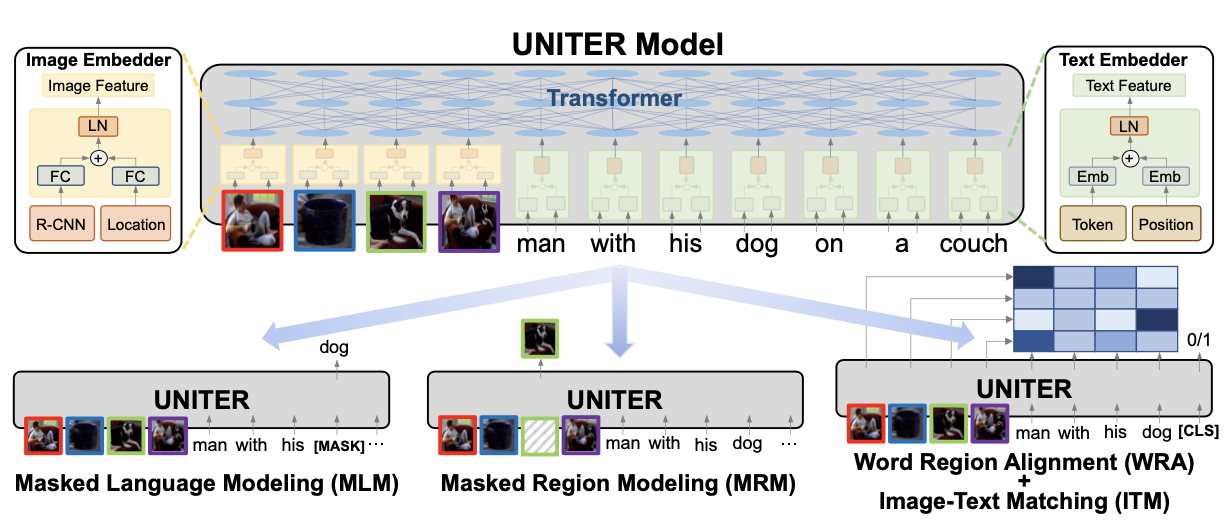 UNITER Model
Image Embedder
Image Feature
LN
+
FC
FC
R-CNN
Location
Transformer
Text Embedder
Text Feature
LN
+
Emb
Emb
Token
Position
man with his dog on a couch
dog
UNITER
man with his [MASK] ...
Masked Language Modeling (MLM)
UNITER
man with his dog ...
Masked Region Modeling (MRM)
0/1
UNITER
man with his dog [CLS]
Word Region Alignment (WRA)
+
Image-Text Matching (ITM)